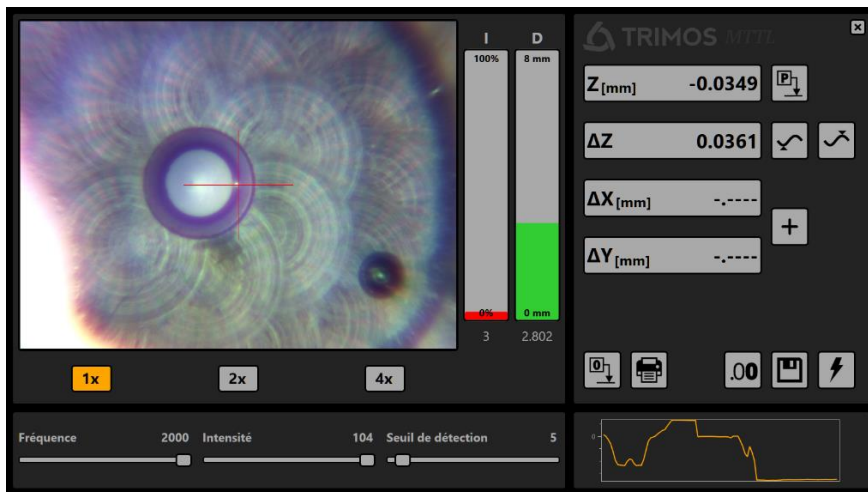 I D
100% 8 mm
0% 0 mm
3 2.802
1x 2x 4x
Fréquence 2000 Intensité 104 Seuil de détection 5
TRIMOS MTTL
Z[mm] -0.0349
P
ΔZ 0.0361
ΔX[mm] -.----
ΔY[mm] -.----
+
0 .00
0